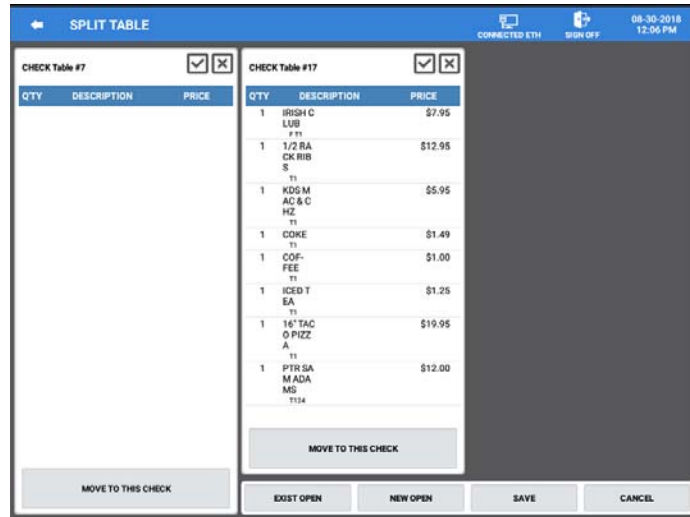 SPLIT TABLE
CONNECTED ETH
SIGN OFF
08-30-2018
12:06 PM
CHECK Table #7
Q'TY DESCRIPTION PRICE
MOVE TO THIS CHECK
CHECK Table #17
Q'TY DESCRIPTION PRICE
1 IRISH C $7.95
LUB
F T1
1 1/2 RA $12.95
CK RIB
S
T1
1 KDS M $5.95
AC & C
HZ
T1
1 COKE $1.49
T1
1 COF- $1.00
FEE
T1
1 ICED T $1.25
EA
T1
1 16" TAC $19.95
O PIZZ
A
T1
1 PTR SA $12.00
M ADA
MS
T124
MOVE TO THIS CHECK
EXIST OPEN
NEW OPEN
SAVE
CANCEL